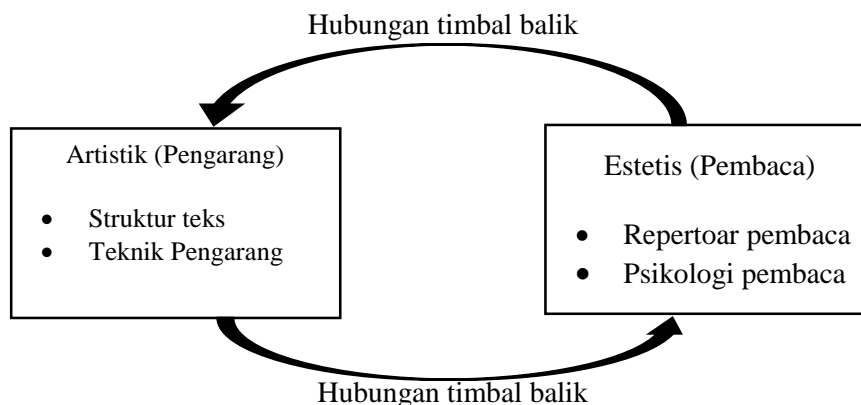 Hubungan timbal balik
Artistik (Pengarang)
• Struktur teks
• Teknik Pengarang
Estetis (Pembaca)
• Repertoar pembaca
• Psikologi pembaca
Hubungan timbal balik